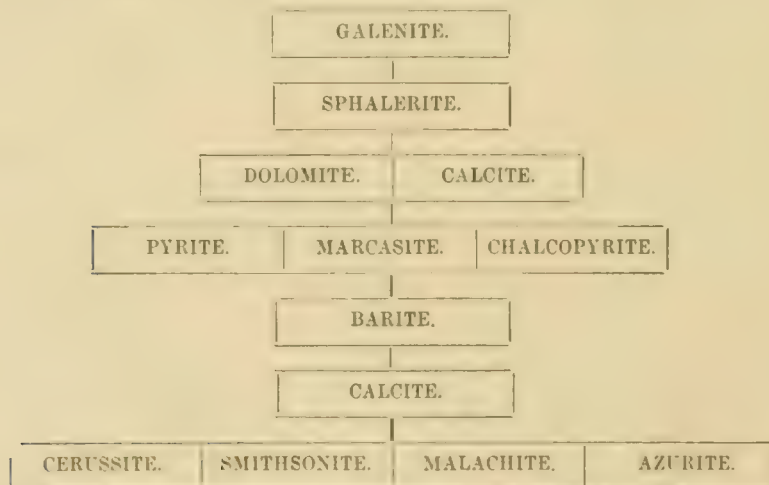 GALENITE.
SPHALERITE.
DOLOMITE. CALCITE.
PYRITE. MARCASITE. CHALCOPYRITE.
BARITE.
CALCITE.
CERUSSITE. SMITHSONITE. MALACHITE. AZURITE.